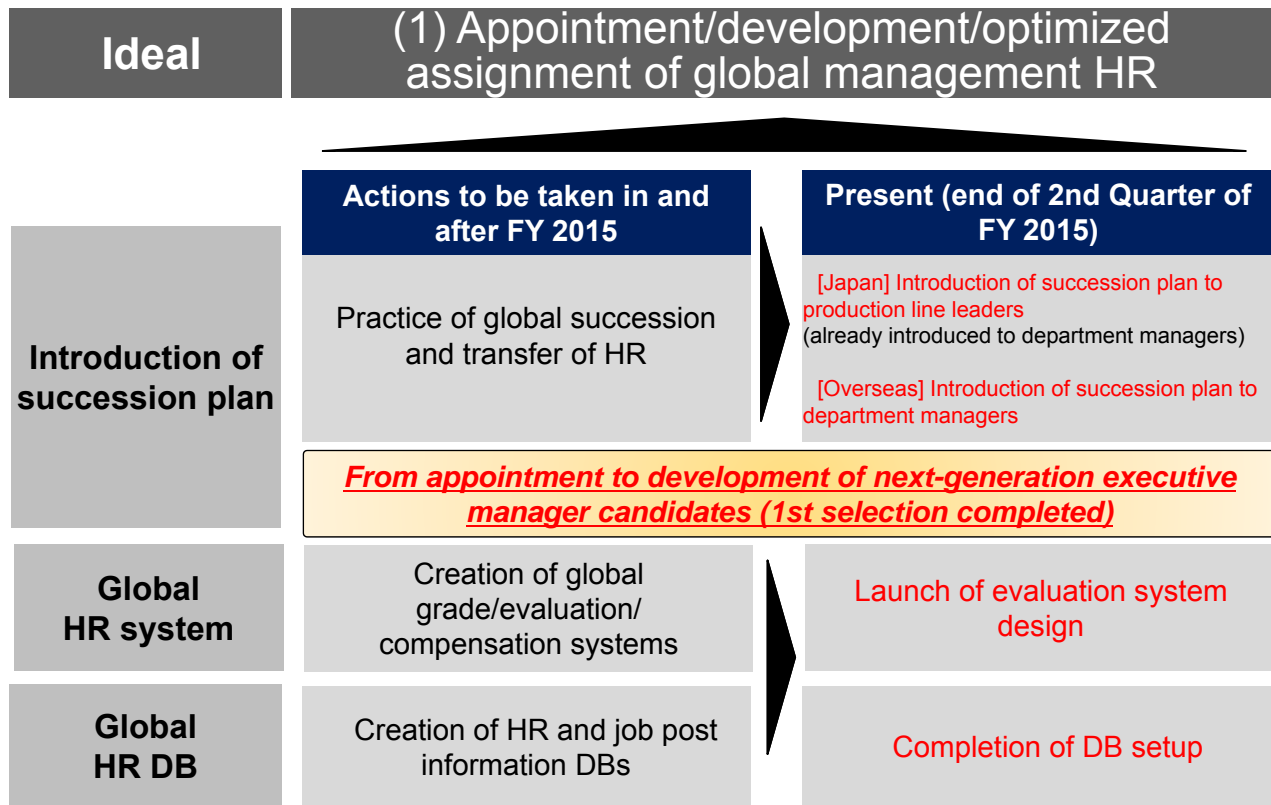 Ideal
(1) Appointment/development/optimized
assignment of global management HR
Actions to be taken in and
after FY 2015
Present (end of 2nd Quarter of
FY 2015)
Introduction of
succession plan
Practice of global succession
and transfer of HR
[Japan] Introduction of succession plan to
production line leaders
(already introduced to department managers)
[Overseas] Introduction of succession plan to
department managers
From appointment to development of next-generation executive
manager candidates (1st selection completed)
Global
HR system
Creation of global
grade/evaluation/
compensation systems
Launch of evaluation system
design
Global
HR DB
Creation of HR and job post
information DBs
Completion of DB setup